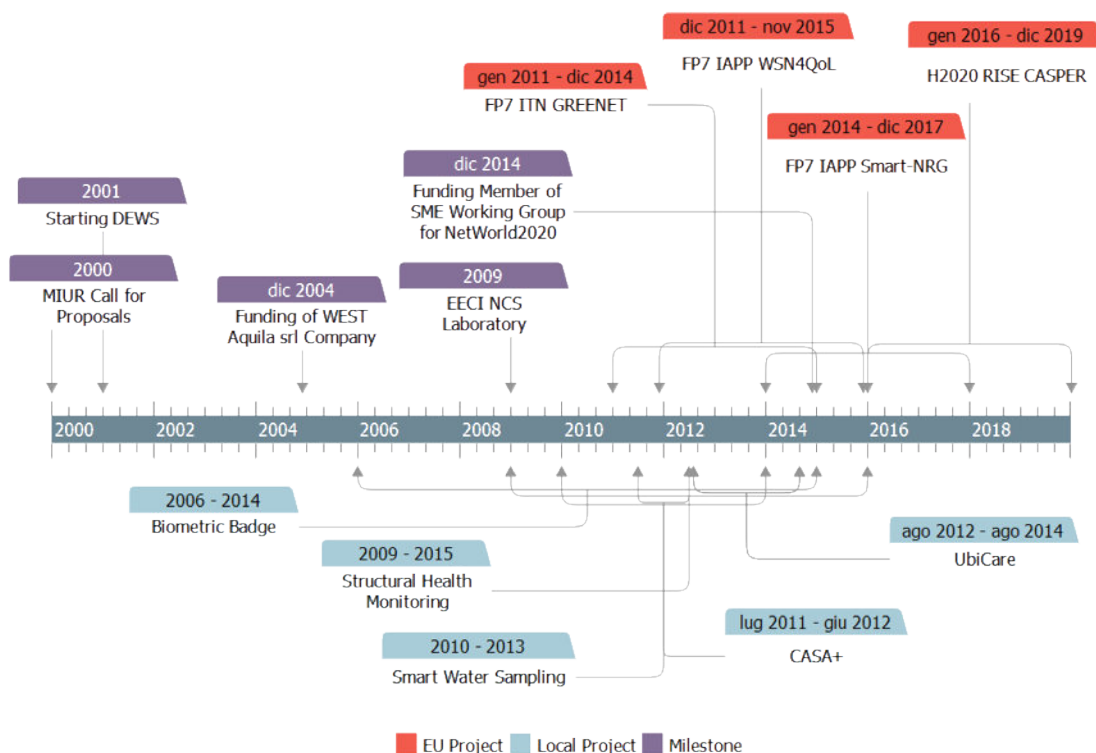 dic 2011 - nov 2015
FP7 IAPP WSN4QoL
gen 2016 - dic 2019
H2020 RISE CASPER
gen 2011 - dic 2014
FP7 ITN GREENET
gen 2014 - dic 2017
FP7 IAPP Smart-NRG
dic 2014
Funding Member of
SME Working Group
for NetWorld2020
2001
Starting DEWS
2000
MIUR Call for
Proposals
dic 2004
Funding of WEST
Aquila srl Company
2009
EECI NCS
Laboratory
2000 2002 2004 2006 2008 2010 2012 2014 2016 2018
2006 - 2014
Biometric Badge
2009 - 2015
Structural Health
Monitoring
2010 - 2013
Smart Water Sampling
ago 2012 - ago 2014
UbiCare
lug 2011 - giu 2012
CASA+
EU Project Local Project Milestone